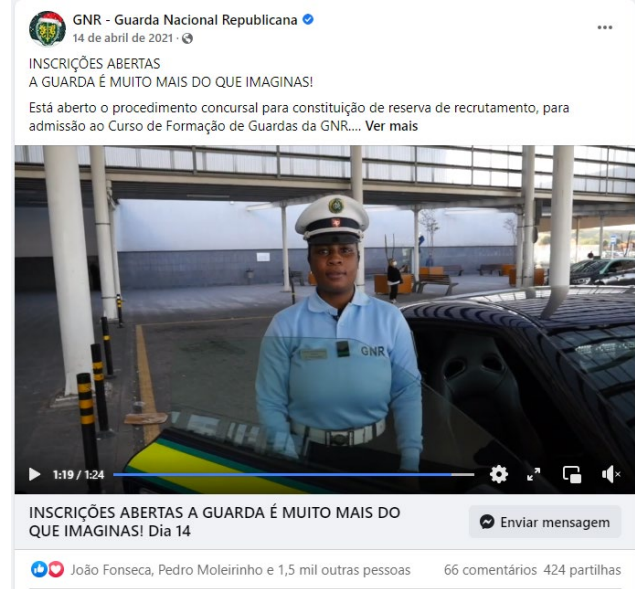 GNR - Guarda Nacional Republicana
14 de abril de 2021 ·
INSCRIÇÕES ABERTAS
A GUARDA É MUITO MAIS DO QUE IMAGINAS!
Está aberto o procedimento concursal para constituição de reserva de recrutamento, para
admissão ao Curso de Formação de Guardas da GNR.... Ver mais
GNR
1:19 / 1:24
INSCRIÇÕES ABERTAS A GUARDA É MUITO MAIS DO
QUE IMAGINAS! Dia 14
Enviar mensagem
João Fonseca, Pedro Moleirinho e 1,5 mil outras pessoas
66 comentários 424 partilhas